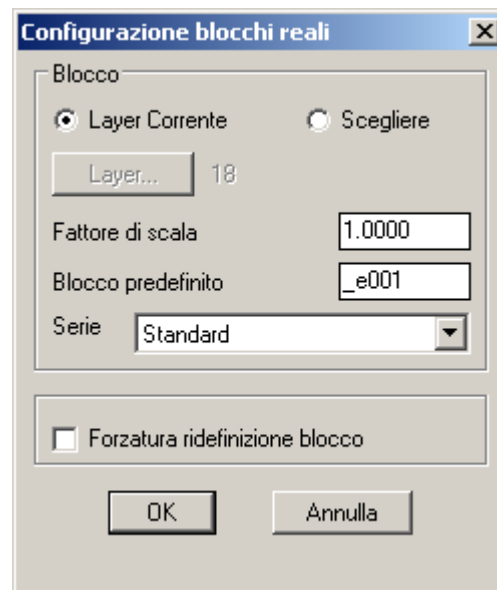 Configurazione blocchi reali
Blocco
Layer Corrente Scegliere
Layer... 18
Fattore di scala 1.0000
Blocco predefinito _e001
Serie Standard
Forzatura ridefinizione blocco
OK Annulla